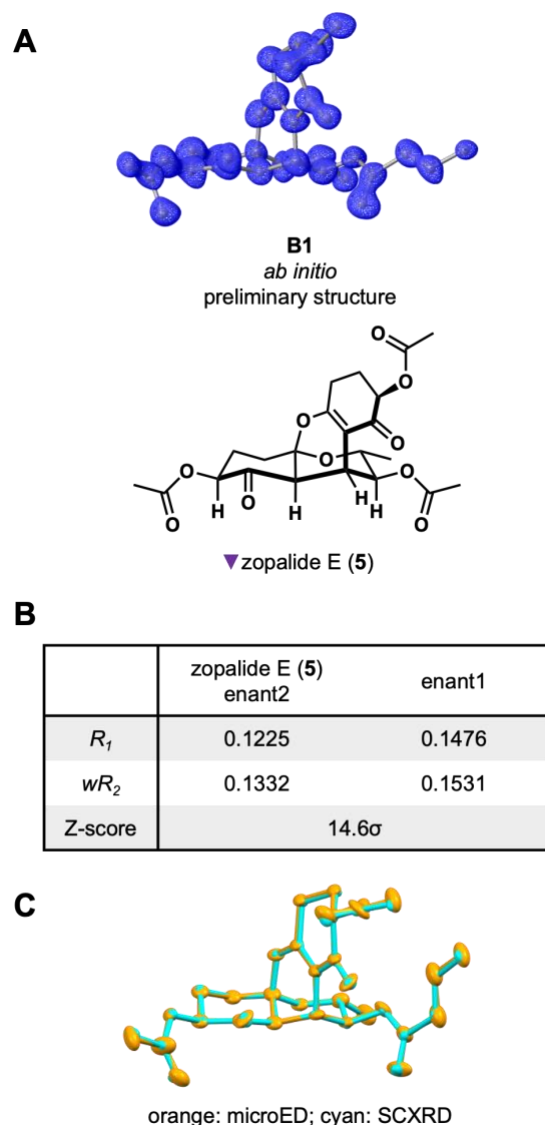 A
B1
ab initio
preliminary structure
O
O
O
O
O
O
O
O
O
O
H
H
H
H
▼zopalide E (5)
B
zopalide E (5)
enant2
enant1
R1
0.1225
0.1476
wR2
0.1332
0.1531
Z-score
14.6σ
C
orange: microED; cyan: SCXRD